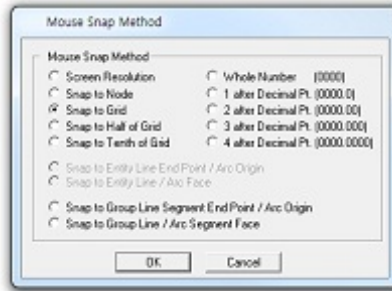 Mouse Snap Method
Mouse Snap Method
Screen Resolution
Snap to Node
Snap to Grid
Snap to Half of Grid
Snap to Tenth of Grid
Whole Number (0000)
1 after Decimal Pt. (0000.0)
2 after Decimal Pt. (0000.00)
3 after Decimal Pt. (0000.000)
4 after Decimal Pt. (0000.0000)
Snap to Entity Line End Point / Arc Origin
Snap to Entity Line / Arc Face
Snap to Group Line Segment End Point / Arc Origin
Snap to Group Line / Arc Segment Face
OK
Cancel